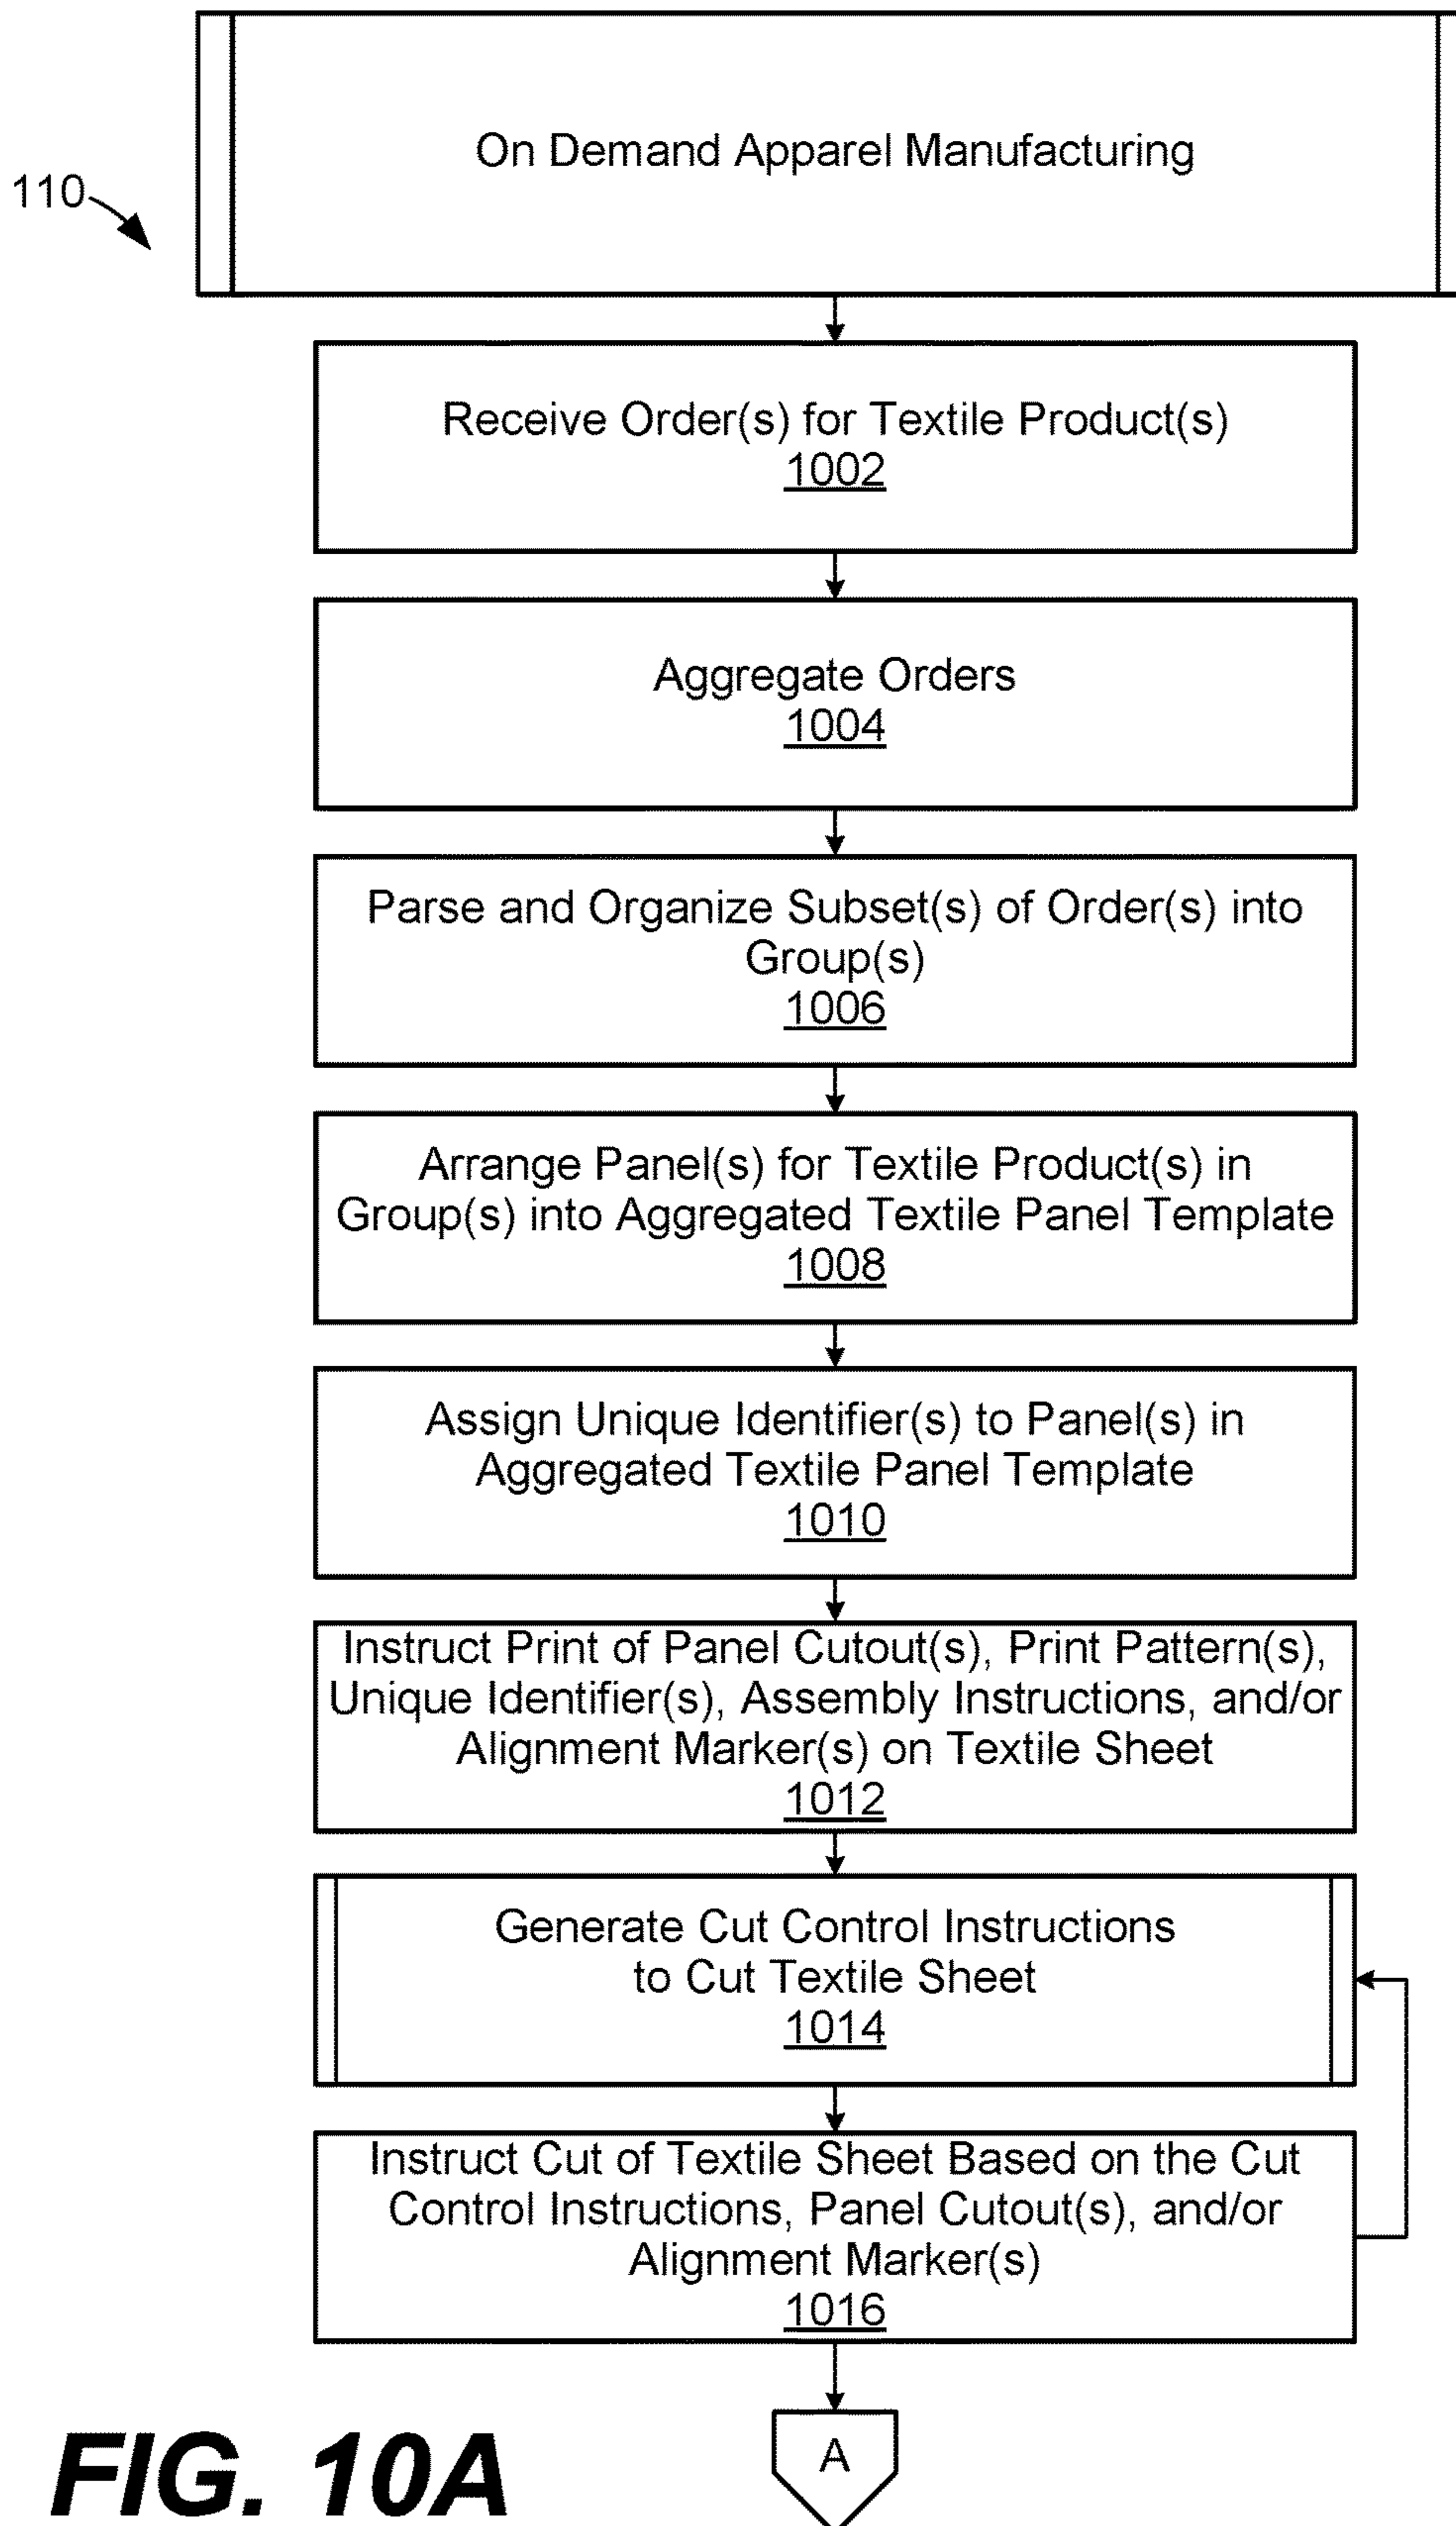 On Demand Apparel Manufacturing
110
Receive Order(s) for Textile Product(s)
1002
Aggregate Orders
1004
Parse and Organize Subset(s) of Order(s) into
Group(s)
1006
Arrange Panel(s) for Textile Product(s) in
Group(s) into Aggregated Textile Panel Template
1008
Assign Unique Identifier(s) to Panel(s) in
Aggregated Textile Panel Template
1010
Instruct Print of Panel Cutout(s), Print Pattern(s),
Unique Identifier(s), Assembly Instructions, and/or
Alignment Marker(s) on Textile Sheet
1012
Generate Cut Control Instructions
to Cut Textile Sheet
1014
Instruct Cut of Textile Sheet Based on the Cut
Control Instructions, Panel Cutout(s), and/or
Alignment Marker(s)
1016
A
FIG. 10A